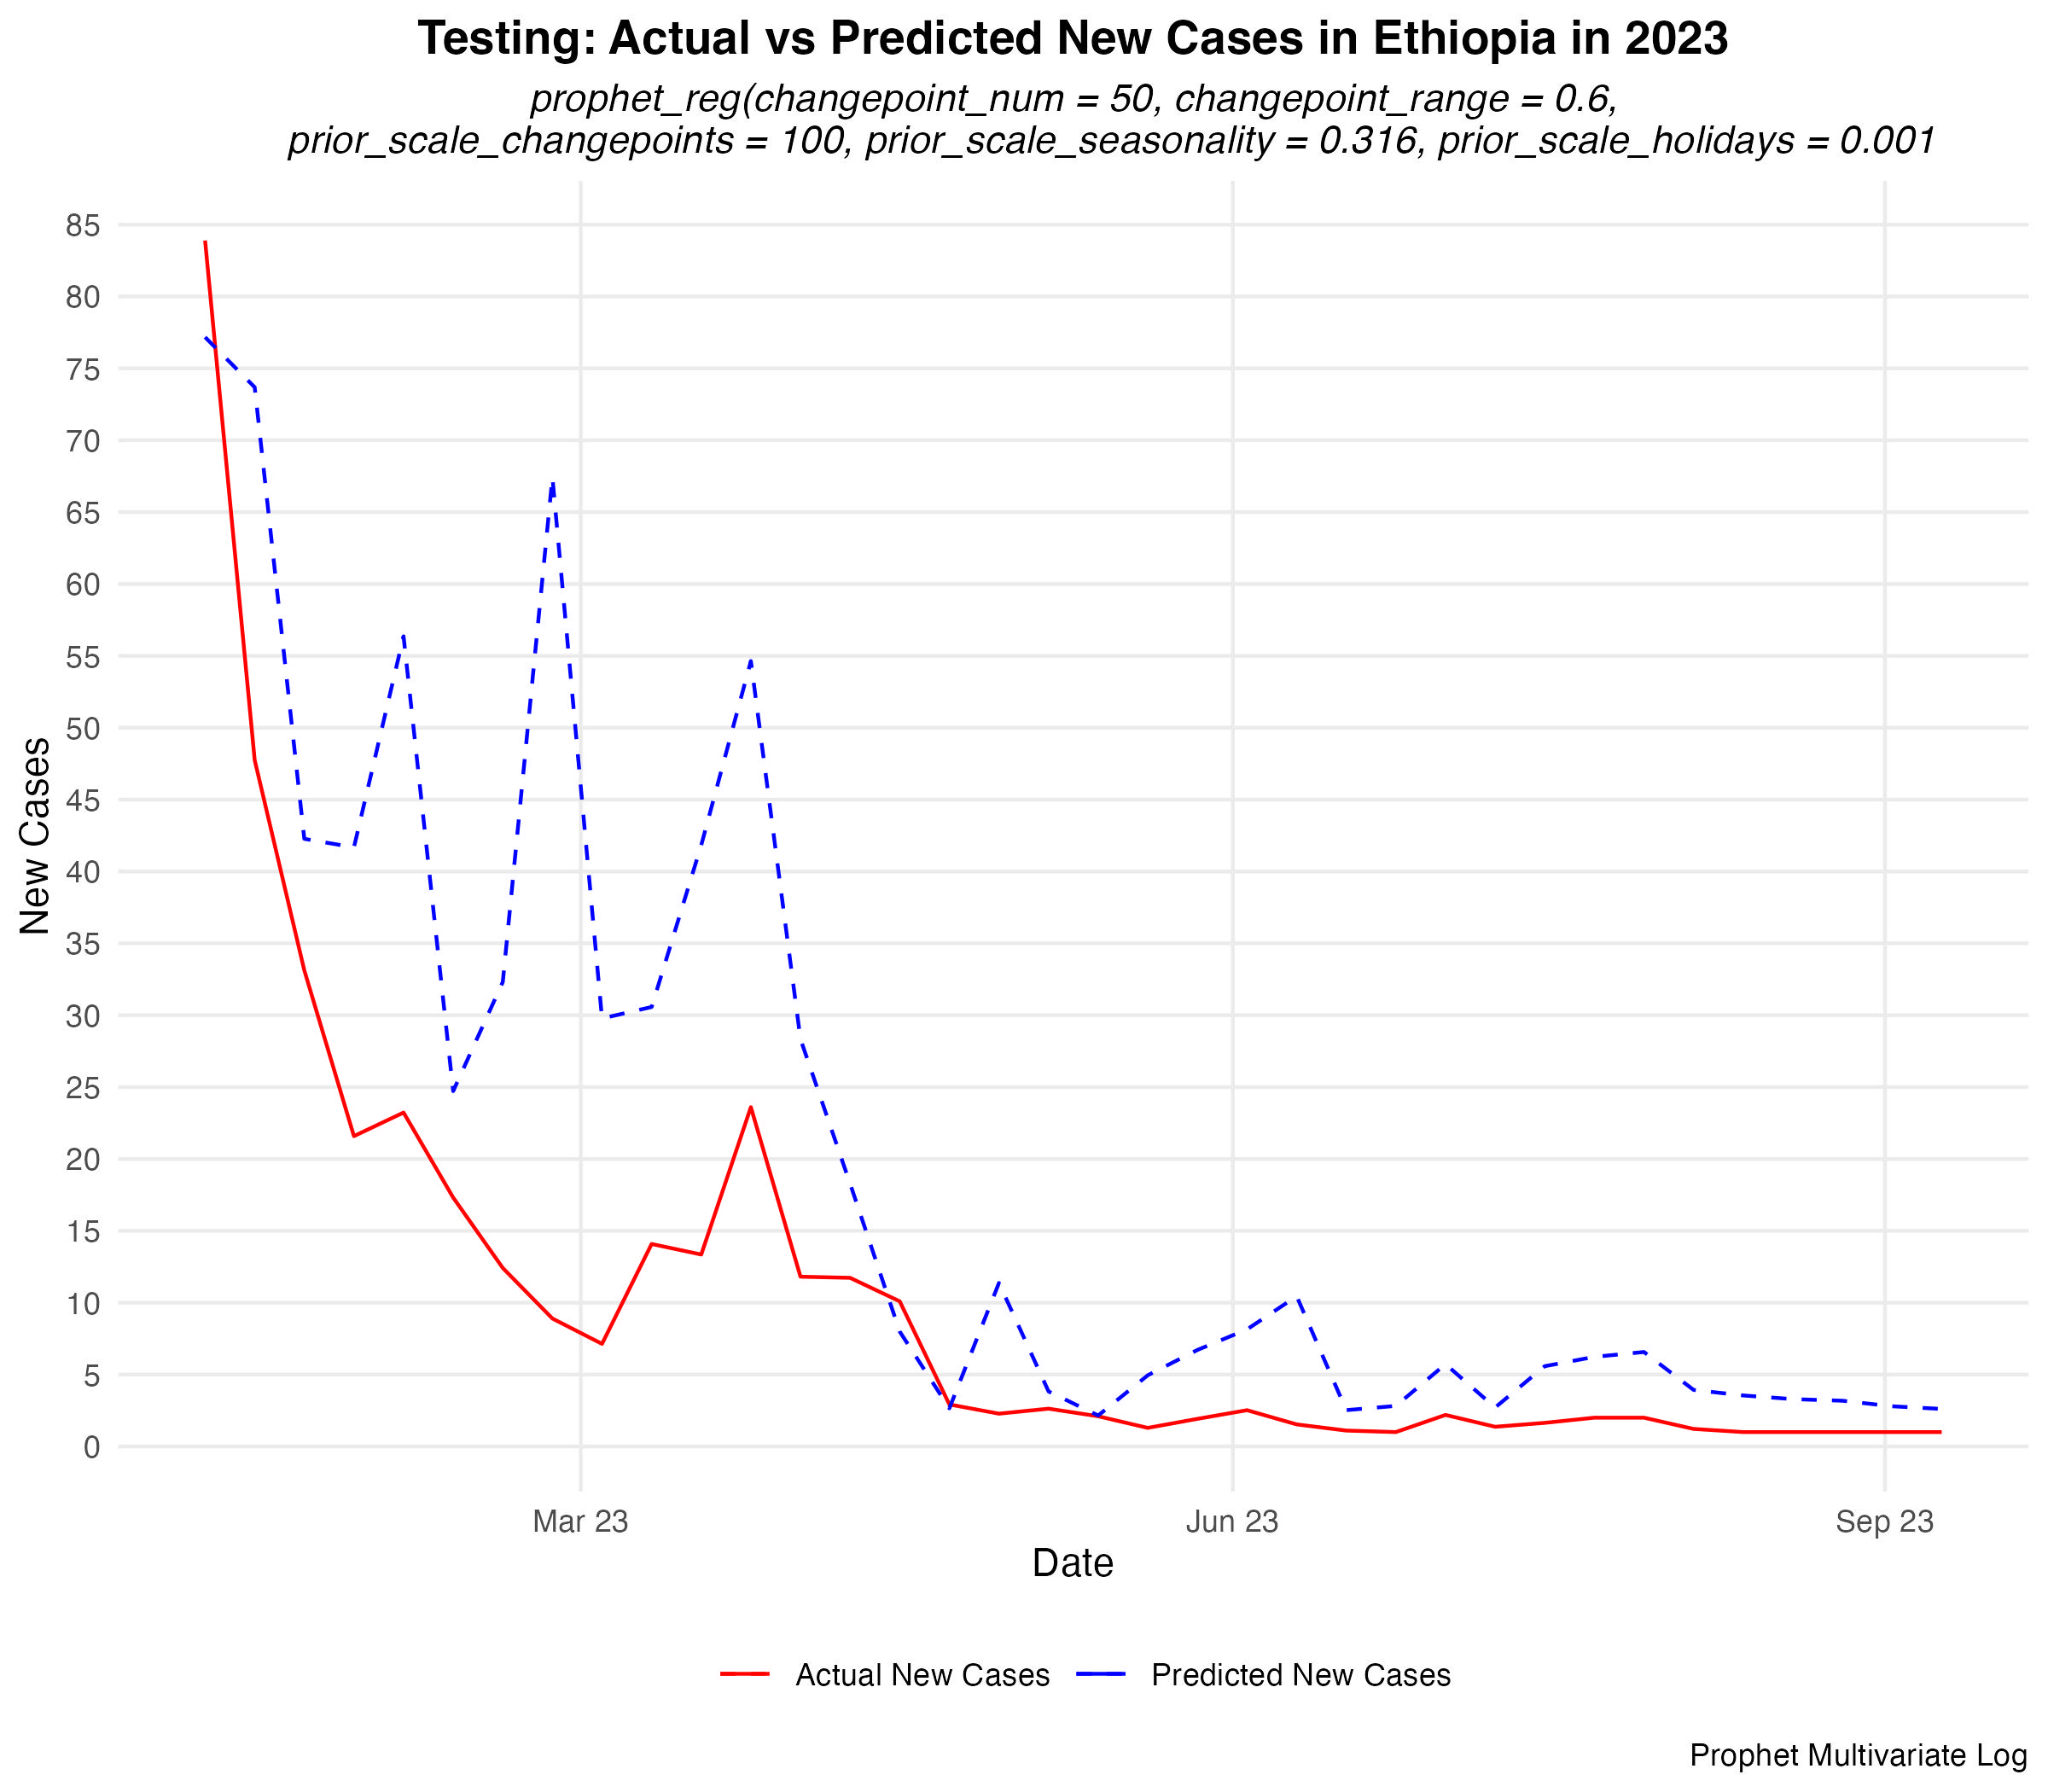 Testing: Actual vs Predicted New Cases in Ethiopia in 2023
prophet_reg(changepoint_num = 50, changepoint_range = 0.6,
prior_scale_changepoints = 100, prior_scale_seasonality = 0.316, prior_scale_holidays = 0.001
New Cases
85
80
75
70
65
60
55
50
45
40
35
30
25
20
15
10
5
0
Mar 23 Jun 23 Sep 23
Date
Actual New Cases Predicted New Cases
Prophet Multivariate Log